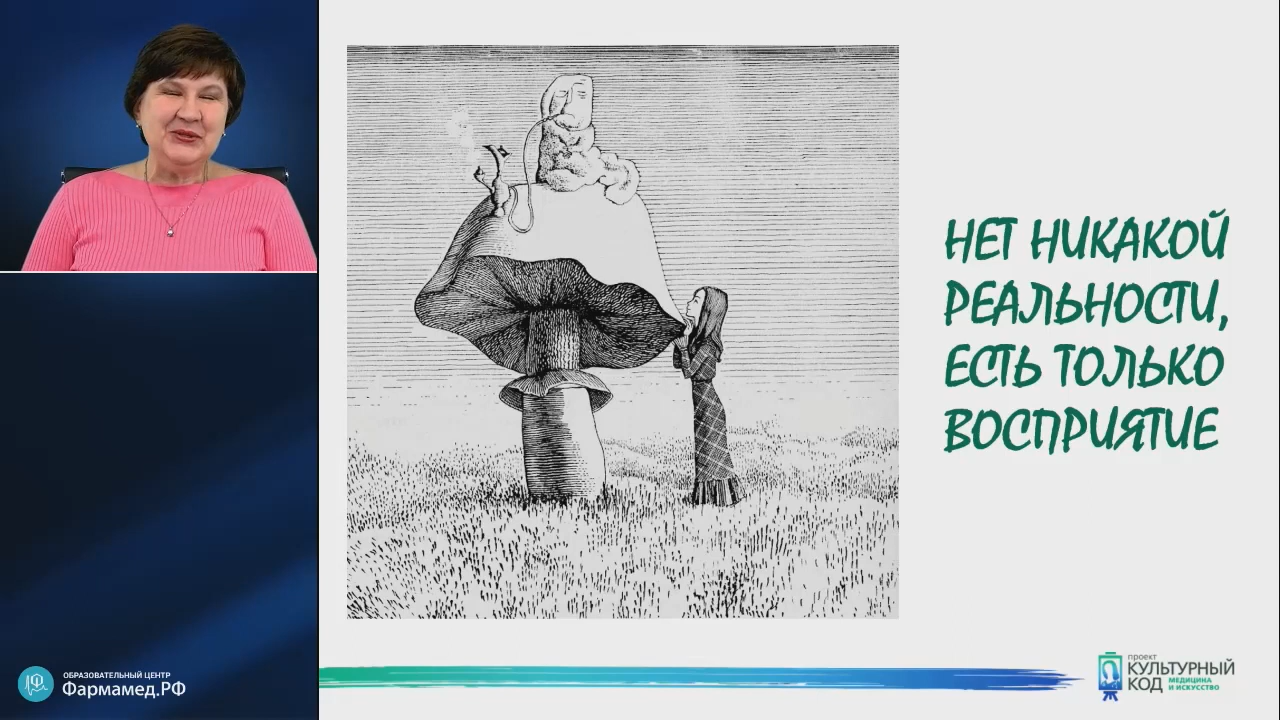 НЕТ НИКАКОЙ
РЕАЛЬНОСТИ,
ЕСТЬ ТОЛЬКО
ВОСПРИЯТИЕ
ОБРАЗОВАТЕЛЬНЫЙ ЦЕНТР
Фармамед.РФ
проект
КУЛЬТУРНЫЙ
КОД
МЕДИЦИНА
И ИСКУССТВО